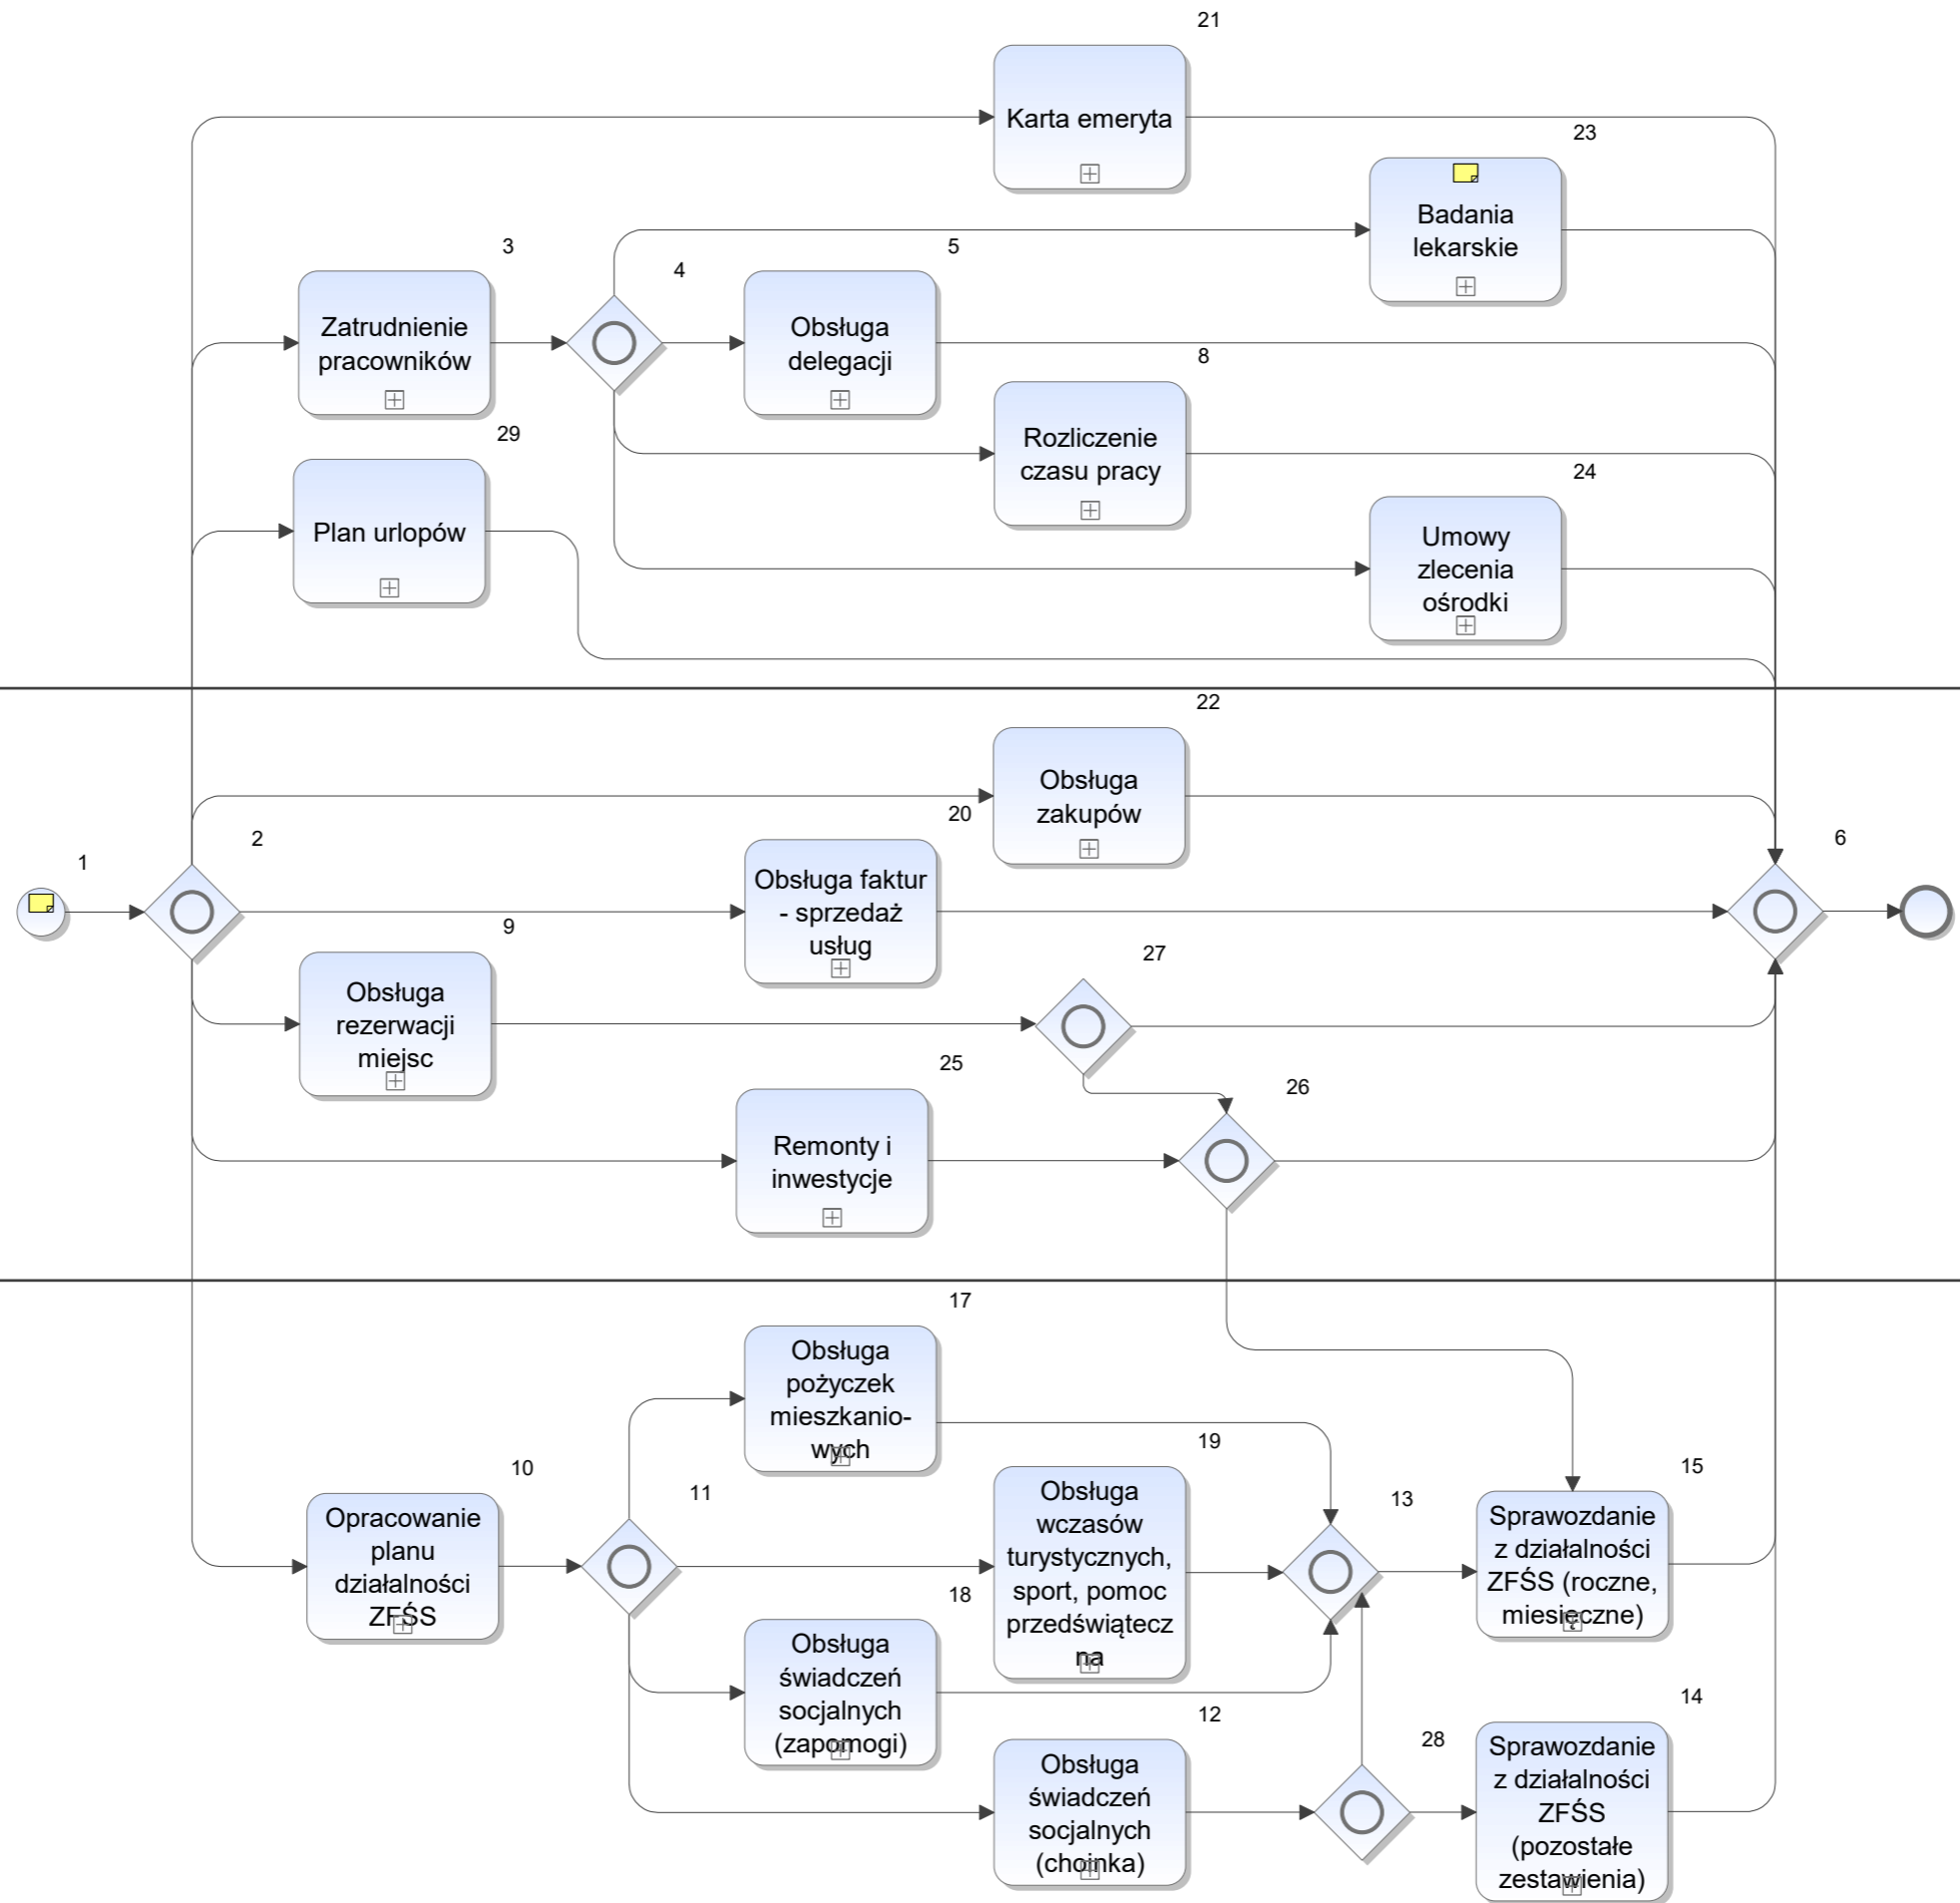 21
Karta emeryta
23
Badania
lekarskie
3
4
5
Zatrudnienie
pracowników
Obsługa
delegacji
8
Rozliczenie
czasu pracy
29
Plan urlopów
24
Umowy
zlecenia
ośrodki
22
Obsługa
zakupów
20
Obsługa faktur
- sprzedaż
usług
1
2
6
9
Obsługa
rezerwacji
miejsc
27
25
Remonty i
inwestycje
26
17
Obsługa
pożyczek
mieszkanio-
wych
10
Opracowanie
planu
działalności
ZFŚS
11
19
Obsługa
wczasów
turystycznych,
sport, pomoc
przedświątecz
na
13
15
Sprawozdanie
z działalności
ZFŚS (roczne,
miesięczne)
18
Obsługa
świadczeń
socjalnych
(zapomogi)
12
Obsługa
świadczeń
socjalnych
(choinka)
28
14
Sprawozdanie
z działalności
ZFŚS
(pozostałe
zestawienia)